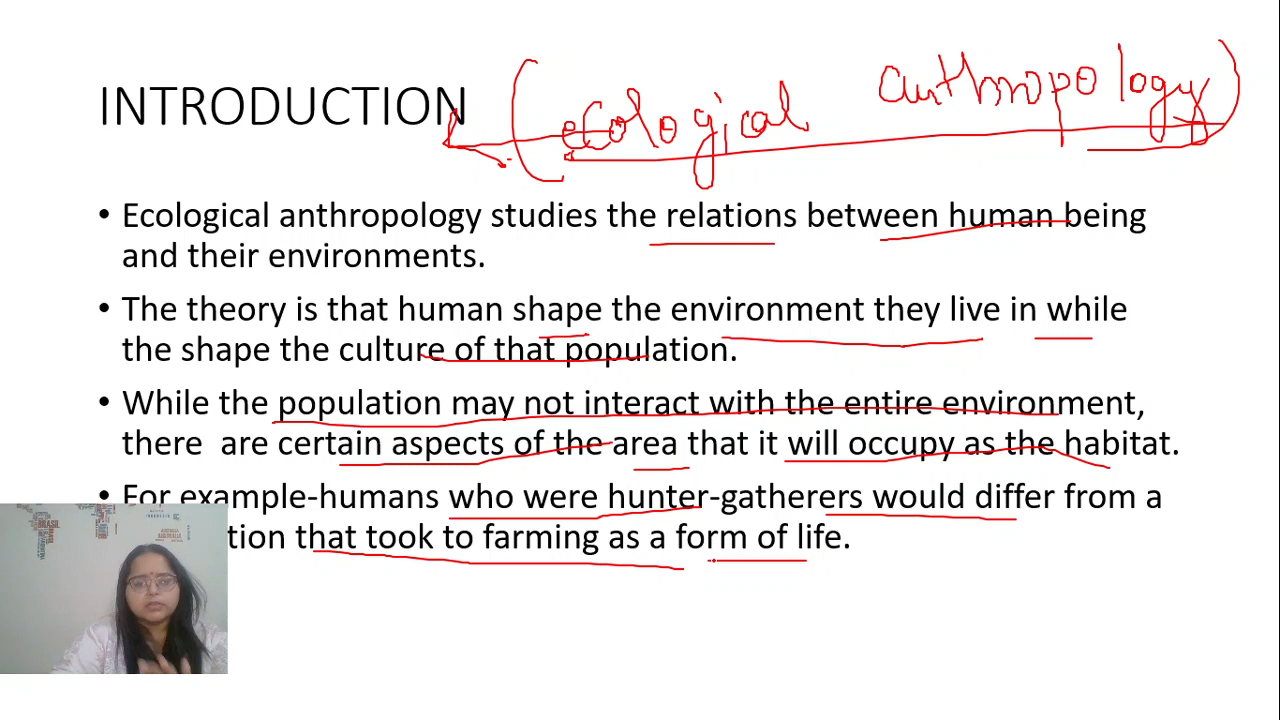 INTRODUCTION (ecological anthropology)
• Ecological anthropology studies the relations between human being
and their environments.
• The theory is that human shape the environment they live in while
the shape the culture of that population.
• While the population may not interact with the entire environment,
there are certain aspects of the area that it will occupy as the habitat.
• For example-humans who were hunter-gatherers would differ from a
tion that took to farming as a form of life.
BRASIL